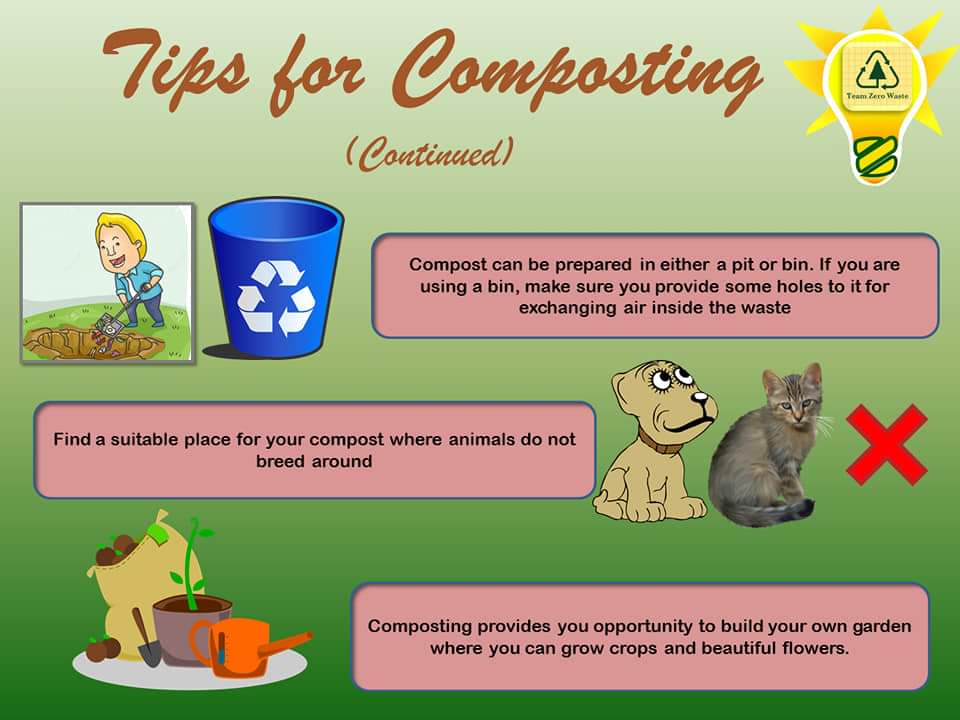 Tips for Composting
Team Zero Waste
(Continued)
Compost can be prepared in either a pit or bin. If you are
using a bin, make sure you provide some holes to it for
exchanging air inside the waste
Find a suitable place for your compost where animals do not
breed around
Composting provides you opportunity to build your own garden
where you can grow crops and beautiful flowers.